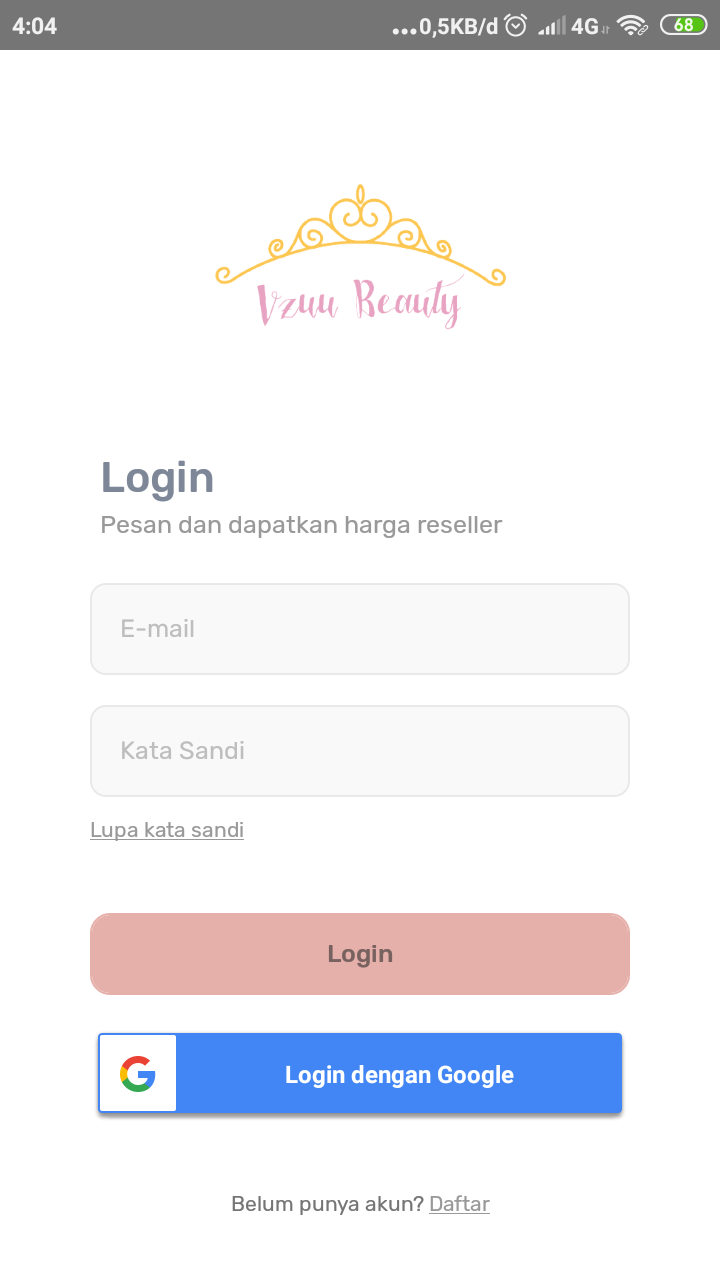 4:04
...0,5KB/d 4G 68
Vzuu Beauty
Login
Pesan dan dapatkan harga reseller
E-mail
Kata Sandi
Lupa kata sandi
Login
G Login dengan Google
Belum punya akun? Daftar